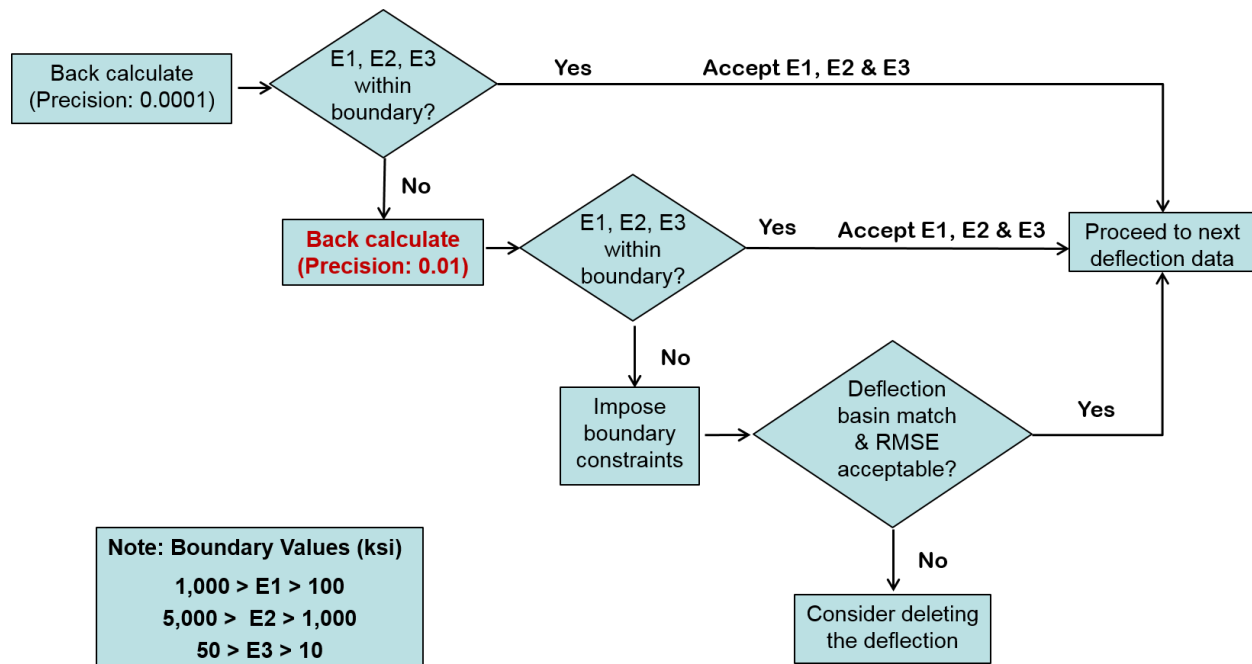 Back calculate
(Precision: 0.0001)
E1, E2, E3
within
boundary?
Yes
Accept E1, E2 & E3
No
Back calculate
(Precision: 0.01)
E1, E2, E3
within
boundary?
Yes
Accept E1, E2 & E3
Proceed to next
deflection data
No
Impose
boundary
constraints
Deflection
basin match
& RMSE
acceptable?
Yes
No
Consider deleting
the deflection
Note: Boundary Values (ksi)
1,000 > E1 > 100
5,000 > E2 > 1,000
50 > E3 > 10